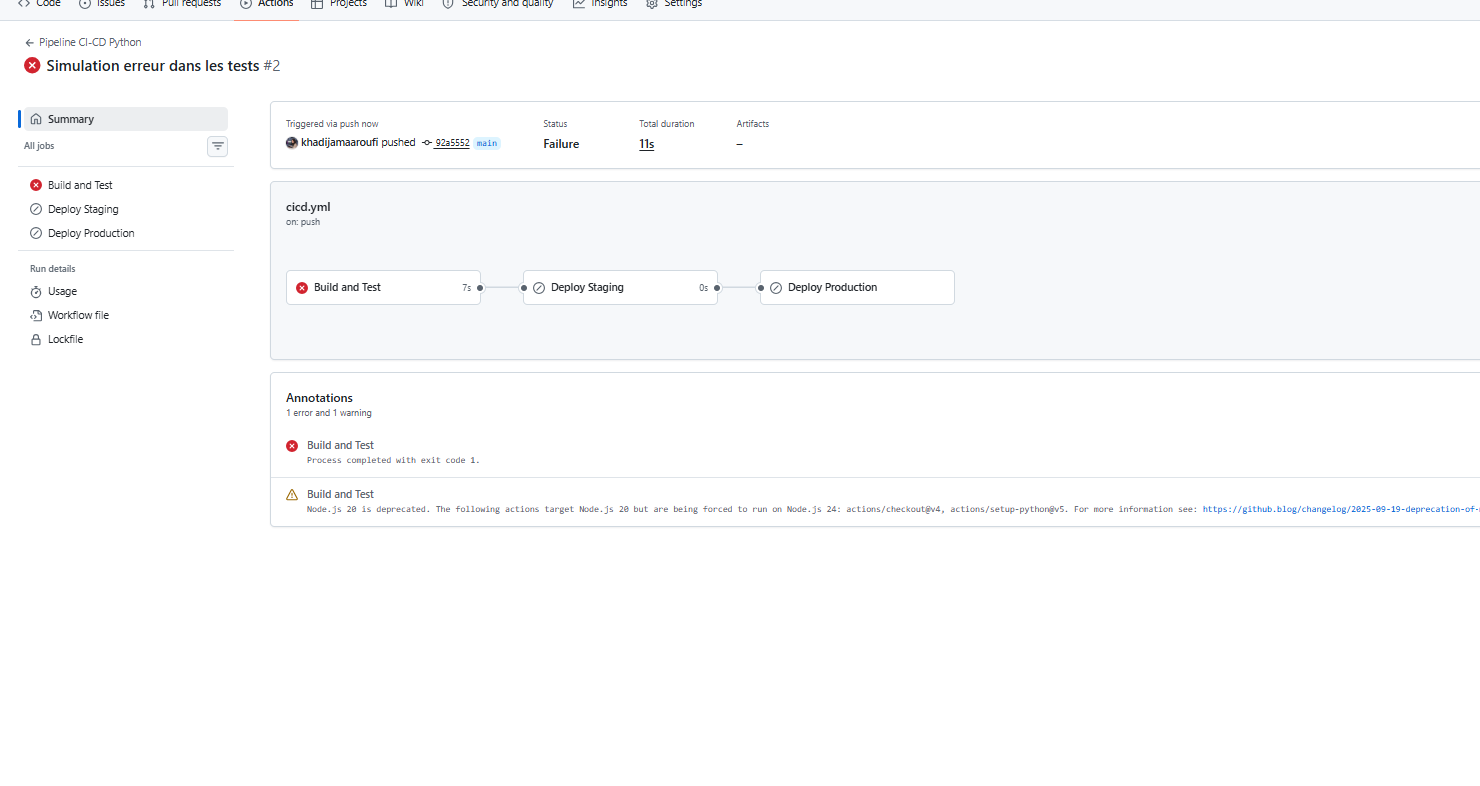 Code Issues Pull requests Actions Projects Wiki Security and quality Insights Settings
Pipeline CI-CD Python
Simulation erreur dans les tests #2
Summary
All jobs
Build and Test
Deploy Staging
Deploy Production
Run details
Usage
Workflow file
Lockfile
Triggered via push now
khadijamaaroufi pushed 92a5552 main
Status
Failure
Total duration
11s
Artifacts
–
cicd.yml
on: push
Build and Test 7s
Deploy Staging 0s
Deploy Production
Annotations
1 error and 1 warning
Build and Test
Process completed with exit code 1.
Build and Test
Node.js 20 is deprecated. The following actions target Node.js 20 but are being forced to run on Node.js 24: actions/checkout@v4, actions/setup-python@v5. For more information see: https://github.blog/changelog/2025-09-19-deprecation-of-